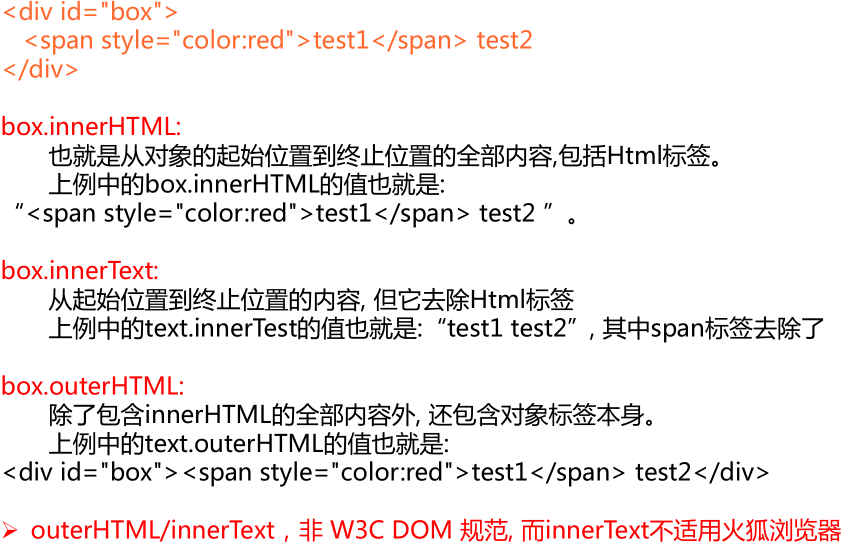 <div id="box">
<span style="color:red">test1</span> test2
</div>
box.innerHTML:
也就是从对象的起始位置到终止位置的全部内容,包括Html标签。
上例中的box.innerHTML的值也就是:
“<span style="color:red">test1</span> test2 ”。
box.innerText:
从起始位置到终止位置的内容, 但它去除Html标签
上例中的text.innerTest的值也就是:“test1 test2”, 其中span标签去除了
box.outerHTML:
除了包含innerHTML的全部内容外, 还包含对象标签本身。
上例中的text.outerHTML的值也就是:
<div id="box"><span style="color:red">test1</span> test2</div>
➢ outerHTML/innerText，非 W3C DOM 规范, 而innerText不适用火狐浏览器